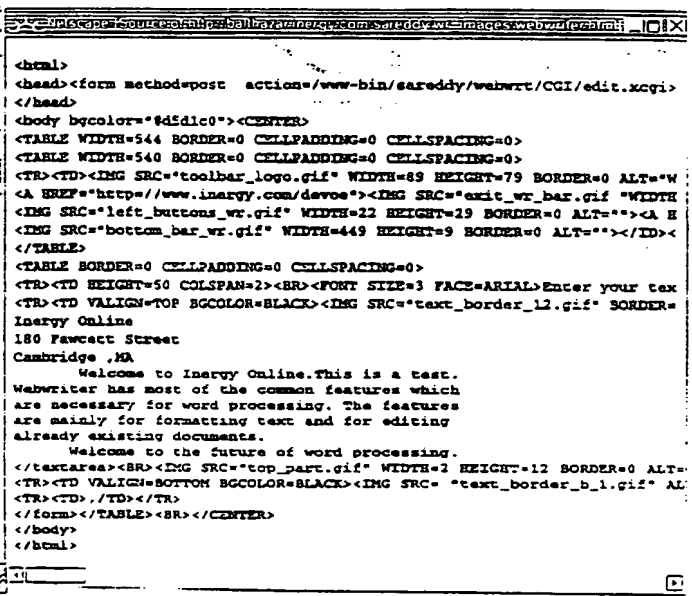 <html>
<head><form method=post action=/www-bin/sareddy/webwrt/CGI/edit.xcgi>
</head>
<body bgcolor="#d5d1c0"><CENTER>
<TABLE WIDTH=544 BORDER=0 CELLPADDING=0 CELLSPACING=0>
<TABLE WIDTH=540 BORDER=0 CELLPADDING=0 CELLSPACING=0>
<TR><TD><IMG SRC="toolbar_logo.gif" WIDTH=89 HEIGHT=79 BORDER=0 ALT="W
<A HREF="http=//www.inergy.com/devoe"><IMG SRC="exit_wr_bar.gif "WIDTH
<IMG SRC="left_buttons_wr.gif" WIDTH=22 HEIGHT=29 BORDER=0 ALT=""><A H
<IMG SRC="bottom_bar_wr.gif" WIDTH=449 HEIGHT=9 BORDER=0 ALT=""></TD><
</TABLE>
<TABLE BORDER=0 CELLPADDING=0 CELLSPACING=0>
<TR><TD HEIGHT=50 COLSPAN=2><BR><FONT SIZE=3 FACE=ARIAL>Enter your tex
<TR><TD VALIGN=TOP BGCOLOR=BLACK><IMG SRC="text_border_12.gif" BORDER=
Inergy Online
180 Fawcett Street
Cambridge ,MA
Welcome to Inergy Online.This is a test.
Webwriter has most of the common features which
are necessary for word processing. The features
are mainly for formatting text and for editing
already existing documents.
Welcome to the future of word processing.
</textarea><BR><IMG SRC="top_part.gif" WIDTH=2 HEIGHT=12 BORDER=0 ALT=
<TR><TD VALIGN=BOTTOM BGCOLOR=BLACK><IMG SRC= "text_border_b_1.gif" AL
<TR><TD>,/TD></TR>
</form></TABLE><BR></CENTER>
</body>
</html>